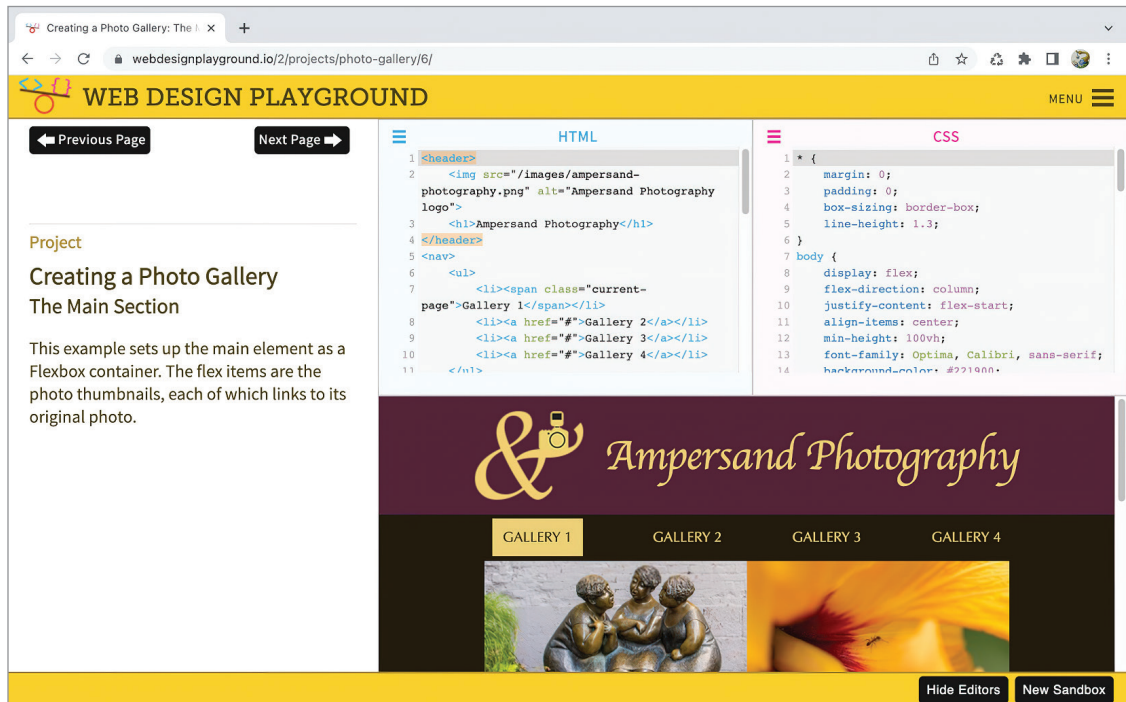 Creating a Photo Gallery: The
webdesignplayground.io/2/projects/photo-gallery/6/
WEB DESIGN PLAYGROUND
MENU
Previous Page
Next Page
Project
Creating a Photo Gallery
The Main Section
This example sets up the main element as a
Flexbox container. The flex items are the
photo thumbnails, each of which links to its
original photo.
HTML
1 <header>
2 <img src="/images/ampersand-
photography.png" alt="Ampersand Photography
logo">
3 <h1>Ampersand Photography</h1>
4 </header>
5 <nav>
6 <ul>
7 <li><span class="current-
page">Gallery 1</span></li>
8 <li><a href="#">Gallery 2</a></li>
9 <li><a href="#">Gallery 3</a></li>
10 <li><a href="#">Gallery 4</a></li>
11 </ul>
CSS
1 * {
2 margin: 0;
3 padding: 0;
4 box-sizing: border-box;
5 line-height: 1.3;
6 }
7 body {
8 display: flex;
9 flex-direction: column;
10 justify-content: flex-start;
11 align-items: center;
12 min-height: 100vh;
13 font-family: Optima, Calibri, sans-serif;
14 background-color: #221900;
& Ampersand Photography
GALLERY 1 GALLERY 2 GALLERY 3 GALLERY 4
Hide Editors New Sandbox